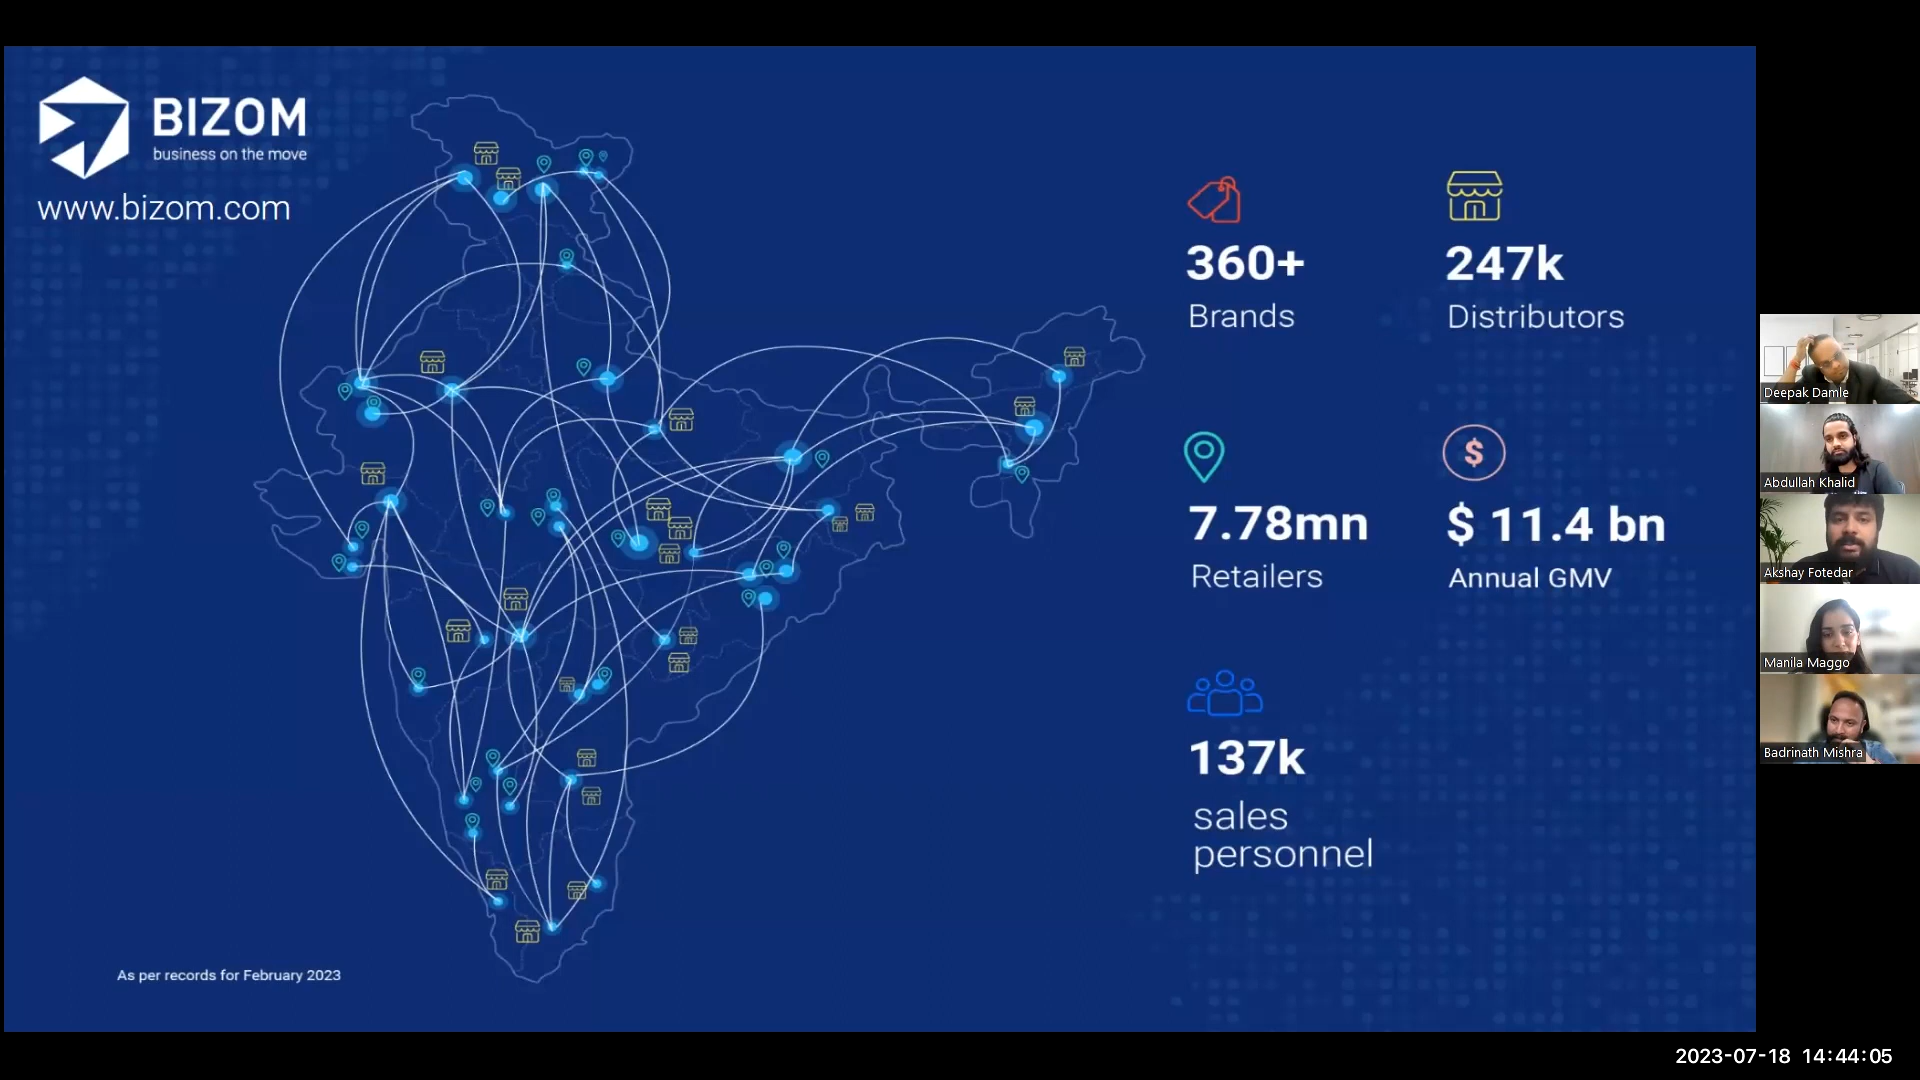 BIZOM
business on the move
www.bizom.com
360+
Brands
247k
Distributors
7.78mn
Retailers
$
$ 11.4 bn
Annual GMV
137k
sales
personnel
As per records for February 2023
Deepak Damle
Abdullah Khalid
Akshay Fotedar
Manila Maggo
Badrinath Mishra
2023-07-18 14:44:05